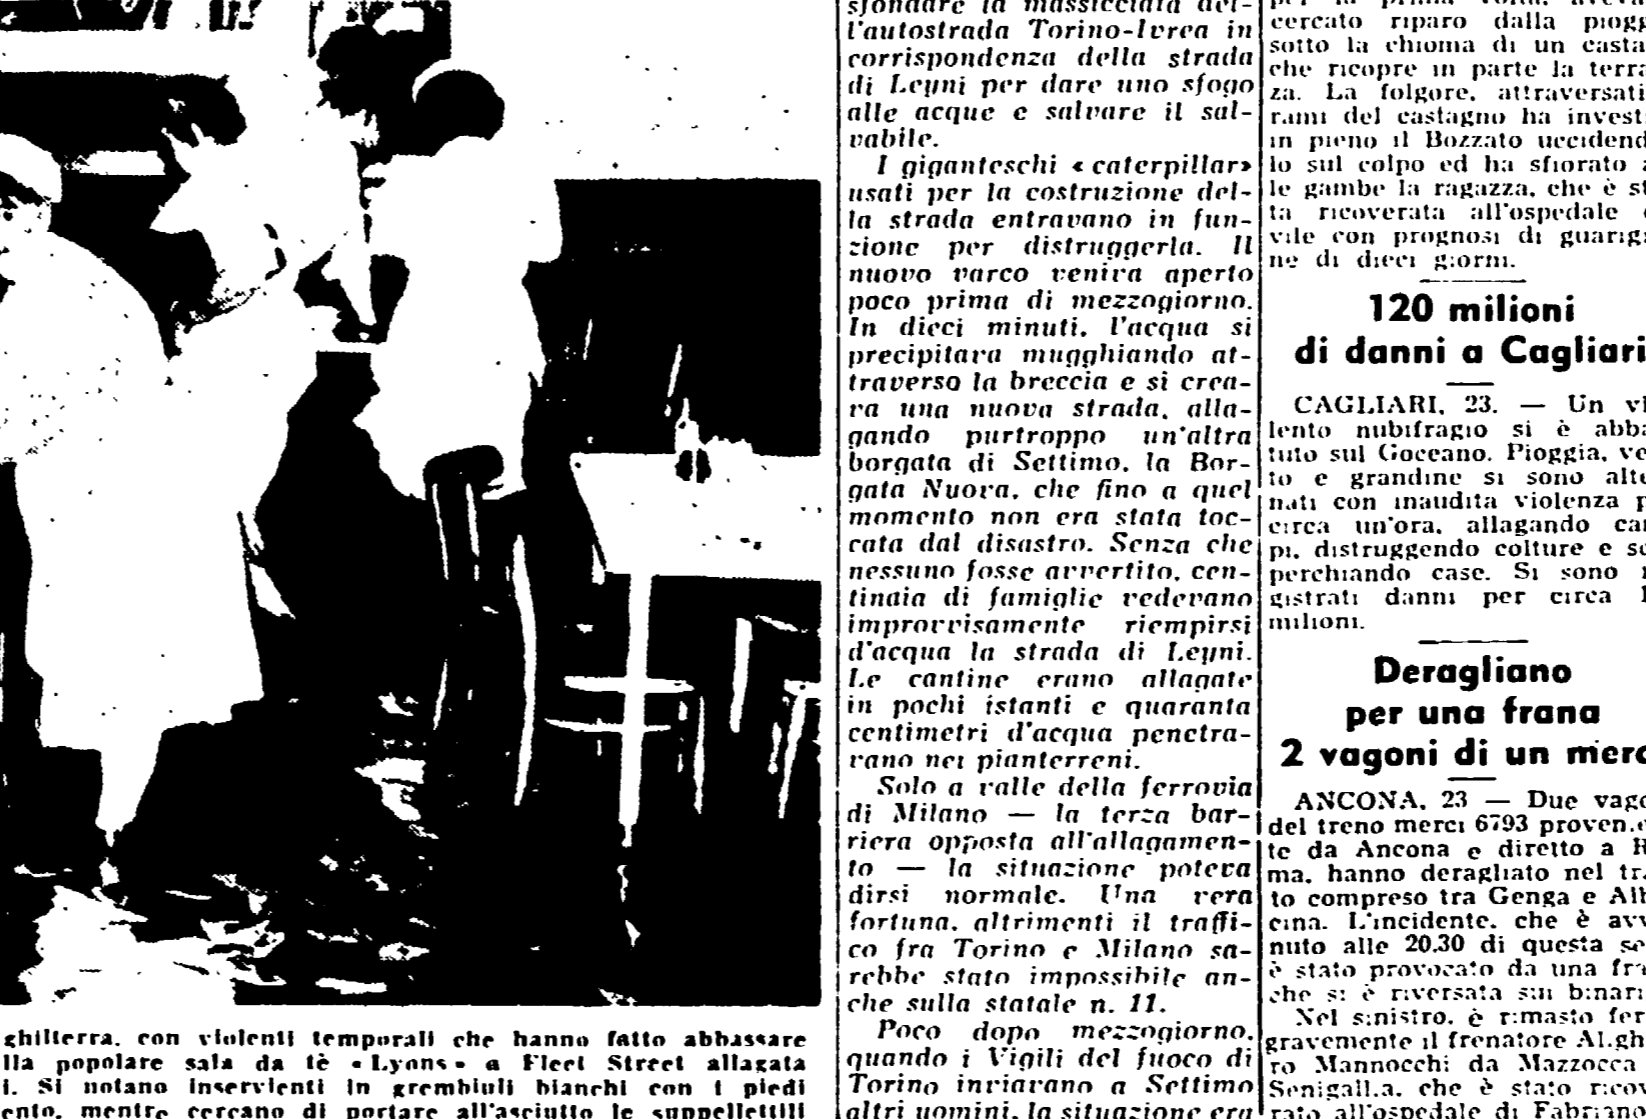 ghilterra. con violenti temporali che hanno fatto abbassare
lla popolare sala da tè «Lyons» a Fleet Street allagata
i. Si notano inservienti in grembiuli bianchi con i piedi
ento, mentre cercano di portare all'asciutto le suppellettili
sfondare la massicciata del-
l'autostrada Torino-Ivrea in
corrispondenza della strada
di Leynì per dare uno sfogo
alle acque e salvare il sal-
vabile.
I giganteschi «caterpillar»
usati per la costruzione del-
la strada entravano in fun-
zione per distruggerla. Il
nuovo varco veniva aperto
poco prima di mezzogiorno.
In dieci minuti, l'acqua si
precipitava mugghiando at-
traverso la breccia e si crea-
va una nuova strada, alla-
gando purtroppo un'altra
borgata di Settimo, la Bor-
gata Nuova, che fino a quel
momento non era stata toc-
cata dal disastro. Senza che
nessuno fosse avvertito, cen-
tinaia di famiglie vedevano
improvvisamente riempirsi
d'acqua la strada di Leynì.
Le cantine erano allagate
in pochi istanti e quaranta
centimetri d'acqua penetra-
vano nei pianterreni.
Solo a valle della ferrovia
di Milano — la terza bar-
riera opposta all'allagamen-
to — la situazione poteva
dirsi normale. Una vera
fortuna, altrimenti il traffi-
co fra Torino e Milano sa-
rebbe stato impossibile an-
che sulla statale n. 11.
Poco dopo mezzogiorno,
quando i Vigili del fuoco di
Torino inviavano a Settimo
altri uomini, la situazione era
per la prima volta, aveva
cercato riparo dalla piogg
sotto la chioma di un casta
che ricopre in parte la terra
za. La folgore, attraversati
rami del castagno ha invest
in pieno il Bozzato uccidend
lo sul colpo ed ha sfiorato a
le gambe la ragazza, che è st
ta ricoverata all'ospedale c
vile con prognosi di guarigi
ne di dieci giorni.
120 milioni
di danni a Cagliari
CAGLIARI, 23. — Un vi
lento nubifragio si è abba
tuto sul Goceano. Pioggia, ve
to e grandine si sono alte
nati con inaudita violenza p
circa un'ora, allagando ca
pi, distruggendo colture e sc
perchiando case. Si sono r
gistrati danni per circa 1
milioni.
Deragliano
per una frana
2 vagoni di un merc
ANCONA, 23 — Due vago
del treno merci 6793 proven.e
te da Ancona e diretto a R
ma, hanno deragliato nel tra
to compreso tra Genga e Alb
cina. L'incidente, che è avv
nuto alle 20.30 di questa se
è stato provocato da una fra
che si è riversata sui binari
Nel sinistro, è rimasto fer
gravemente il frenatore Al.gh
ro Mannocchi da Mazzocca
Senigall.a, che è stato ricov
rato all'ospedale di Fabriano